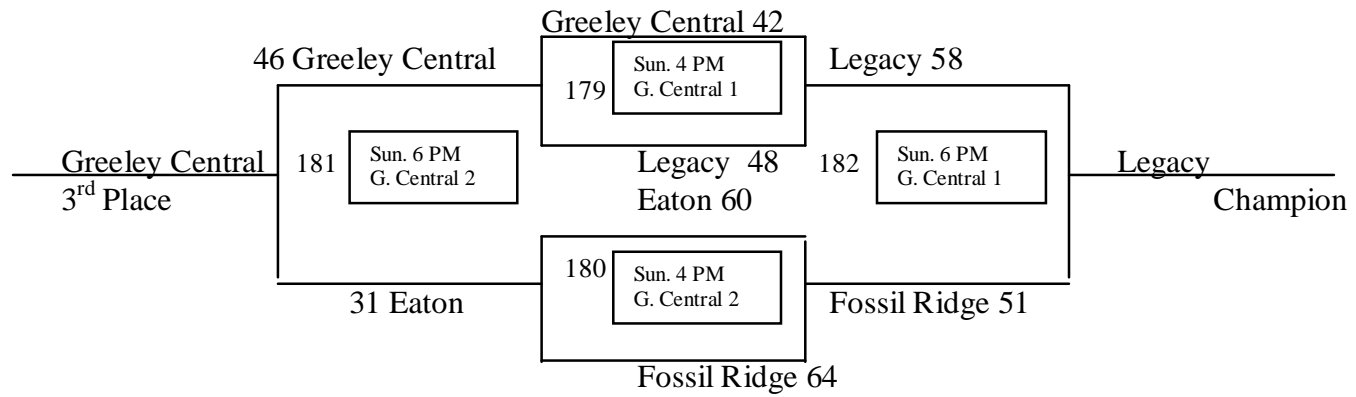 Greeley Central 42
46 Greeley Central
Sun. 4 PM
G. Central 1
179
Legacy 58
Greeley Central
3rd Place
181
Sun. 6 PM
G. Central 2
Legacy 48
Eaton 60
182
Sun. 6 PM
G. Central 1
Legacy
Champion
180
Sun. 4 PM
G. Central 2
31 Eaton
Fossil Ridge 51
Fossil Ridge 64